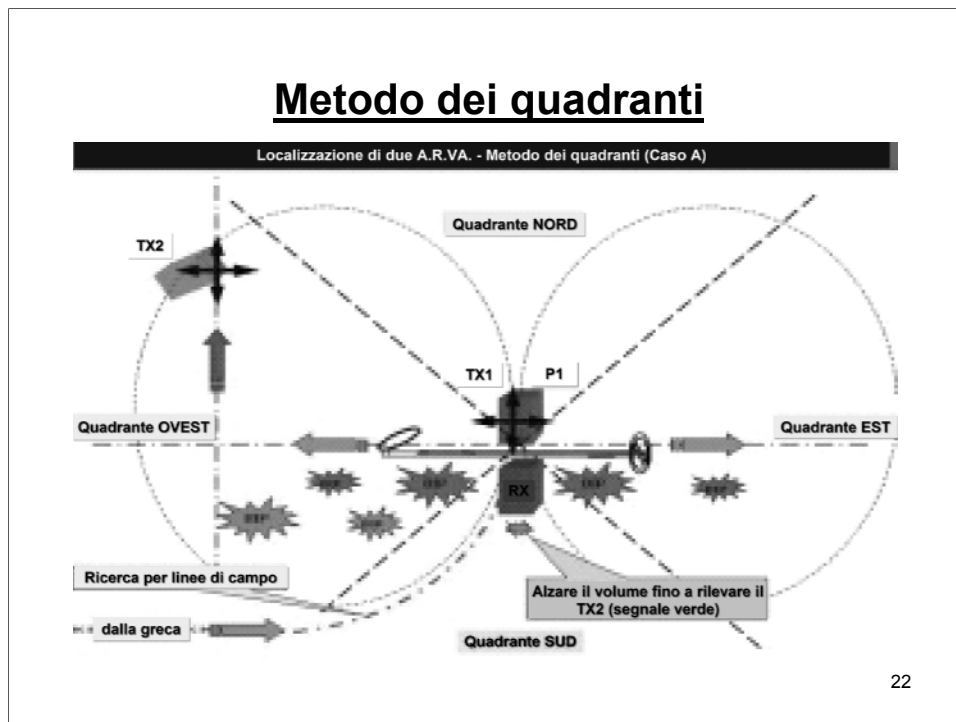 Metodo dei quadranti
Localizzazione di due A.R.VA. - Metodo dei quadranti (Caso A)
Quadrante NORD
TX2
TX1
P1
Quadrante OVEST
Quadrante EST
RX
Ricerca per linee di campo
Alzare il volume fino a rilevare il
TX2 (segnale verde)
dalla greca
Quadrante SUD
22